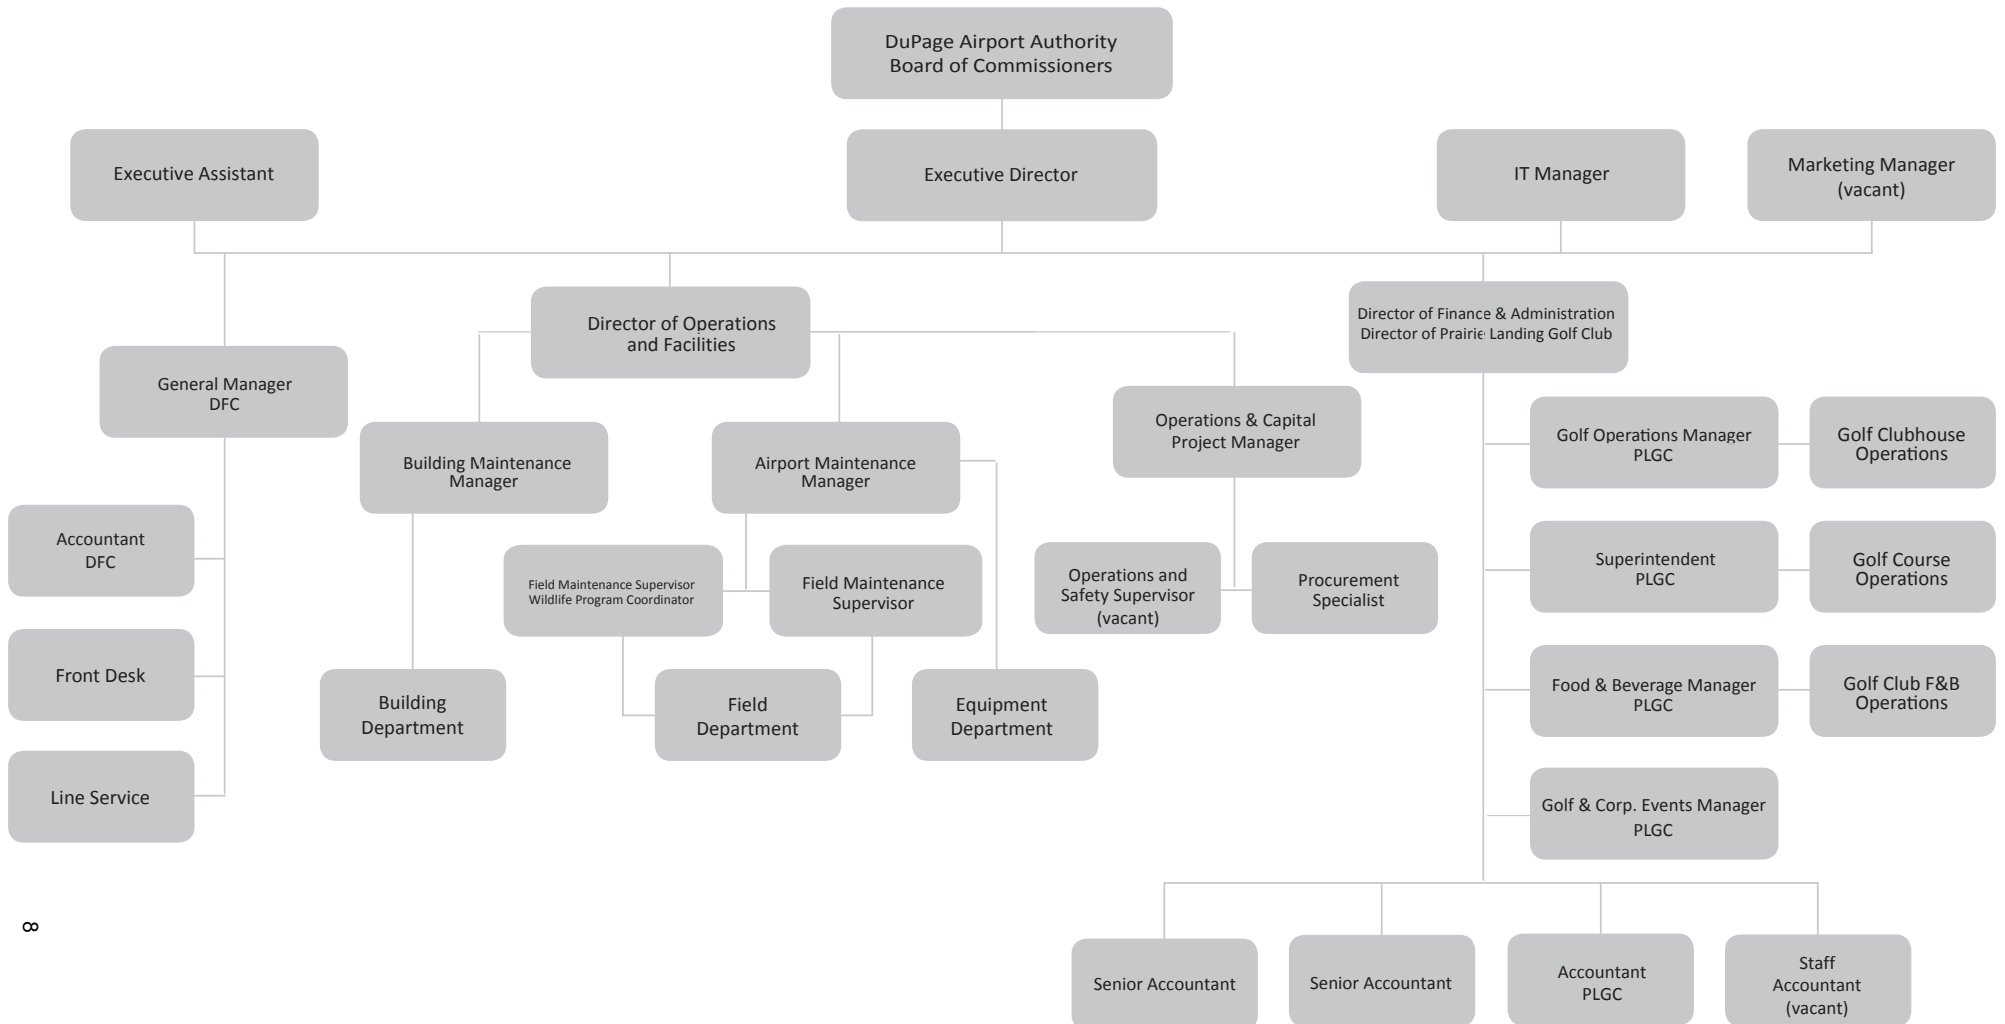 DuPage Airport Authority
Board of Commissioners
Executive Assistant
Executive Director
IT Manager
Marketing Manager
(vacant)
Director of Operations
and Facilities
Director of Finance & Administration
Director of Prairie Landing Golf Club
General Manager
DFC
Building Maintenance
Manager
Airport Maintenance
Manager
Operations & Capital
Project Manager
Golf Operations Manager
PLGC
Golf Clubhouse
Operations
Accountant
DFC
Field Maintenance Supervisor
Wildlife Program Coordinator
Field Maintenance
Supervisor
Operations and
Safety Supervisor
(vacant)
Procurement
Specialist
Superintendent
PLGC
Golf Course
Operations
Front Desk
Building
Department
Field
Department
Equipment
Department
Food & Beverage Manager
PLGC
Golf Club F&B
Operations
Line Service
Golf & Corp. Events Manager
PLGC
8
Senior Accountant
Senior Accountant
Accountant
PLGC
Staff
Accountant
(vacant)